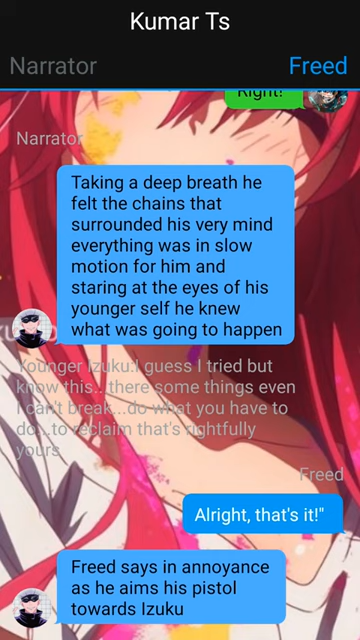 Kumar Ts
Narrator
Freed
Right!
Narrator
Taking a deep breath he
felt the chains that
surrounded his very mind
everything was in slow
motion for him and
staring at the eyes of his
younger self he knew
what was going to happen
Younger Izuku:I guess I tried but
know this.. there some things even
I can't break...do what you have to
do...to reclaim that's rightfully
yours
Freed
Alright, that's it!"
Freed says in annoyance
as he aims his pistol
towards Izuku